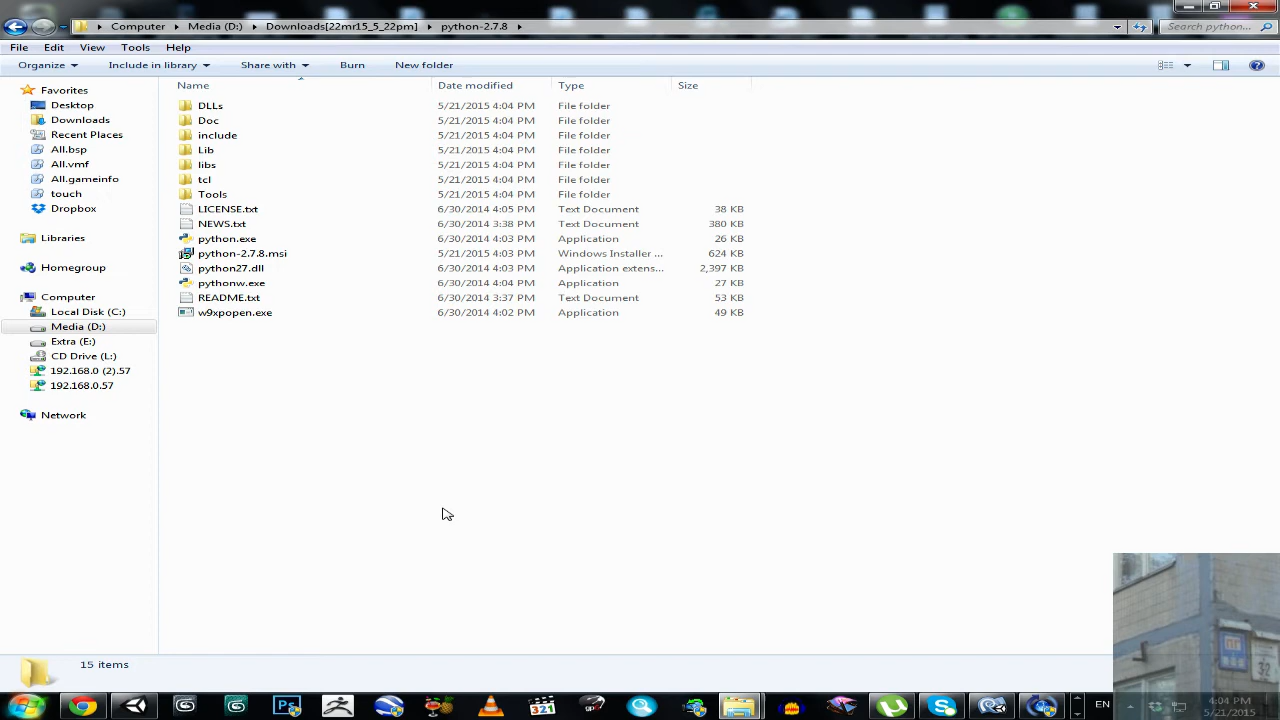 Computer Media (D:) Downloads[22mr15_5_22pm] python-2.7.8 Search python...
File Edit View Tools Help
Organize Include in library Share with Burn New folder
Favorites
Desktop
Downloads
Recent Places
All.bsp
All.vmf
All.gameinfo
touch
Dropbox
Libraries
Homegroup
Computer
Local Disk (C:)
Media (D:)
Extra (E:)
CD Drive (L:)
192.168.0 (2).57
192.168.0.57
Network
Name Date modified Type Size
DLLs 5/21/2015 4:04 PM File folder
Doc 5/21/2015 4:04 PM File folder
include 5/21/2015 4:04 PM File folder
Lib 5/21/2015 4:04 PM File folder
libs 5/21/2015 4:04 PM File folder
tcl 5/21/2015 4:04 PM File folder
Tools 5/21/2015 4:04 PM File folder
LICENSE.txt 6/30/2014 4:05 PM Text Document 38 KB
NEWS.txt 6/30/2014 3:38 PM Text Document 380 KB
python.exe 6/30/2014 4:03 PM Application 26 KB
python-2.7.8.msi 5/21/2015 4:03 PM Windows Installer ... 624 KB
python27.dll 6/30/2014 4:03 PM Application extens... 2,397 KB
pythonw.exe 6/30/2014 4:04 PM Application 27 KB
README.txt 6/30/2014 3:37 PM Text Document 53 KB
w9xpopen.exe 6/30/2014 4:02 PM Application 49 KB
15 items
32
Ps 321 EN 4:04 PM
5/21/2015